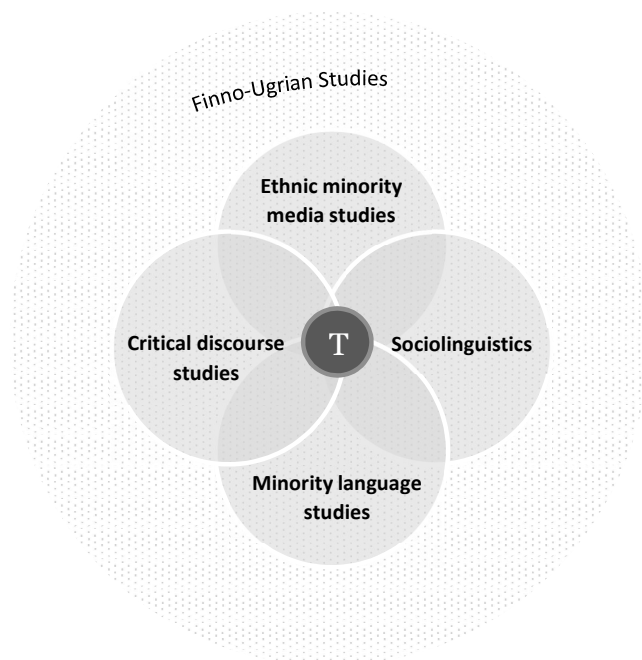 Finno-Ugrian Studies
Ethnic minority
media studies
Critical discourse
studies
T
Sociolinguistics
Minority language
studies